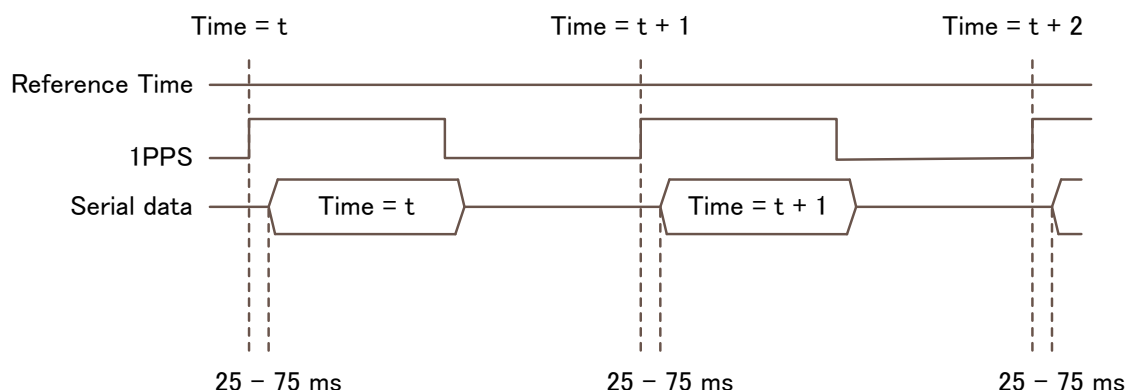 Time = t
Time = t + 1
Time = t + 2
Reference Time
1PPS
Serial data
Time = t
Time = t + 1
25 - 75 ms
25 - 75 ms
25 - 75 ms